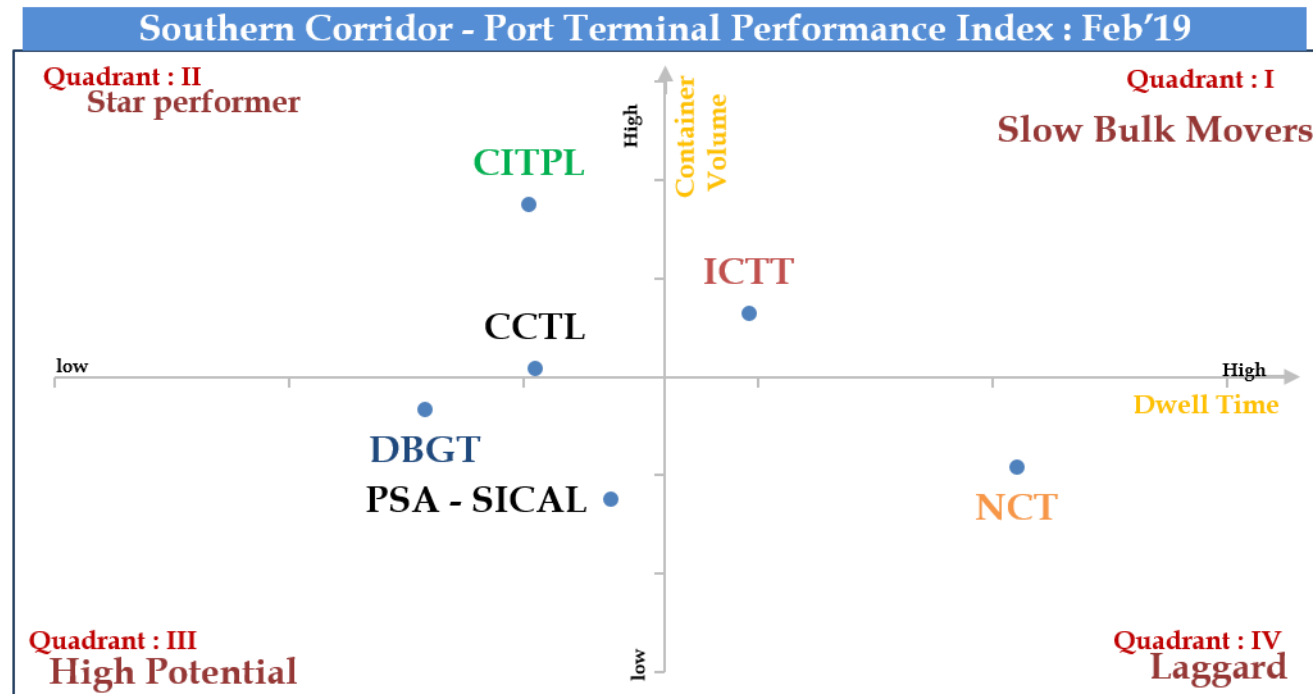 Southern Corridor - Port Terminal Performance Index : Feb’19
Quadrant : II
Star performer
Quadrant : I
Slow Bulk Movers
High
Container
Volume
CITPL
ICTT
CCTL
low
High
Dwell Time
DBGT
PSA - SICAL
NCT
Quadrant : III
High Potential
low
Quadrant : IV
Laggard